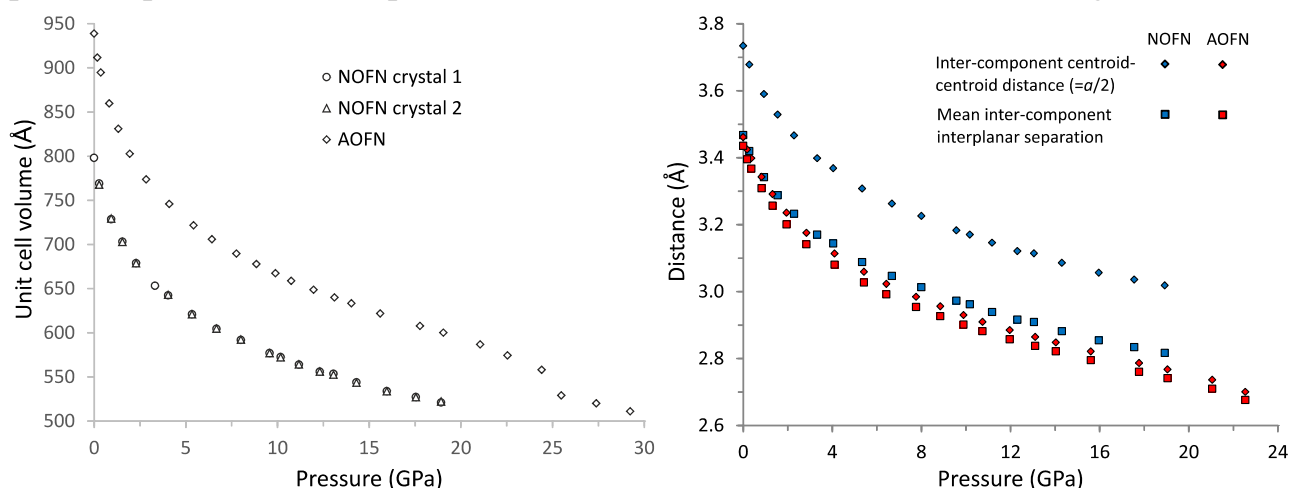 950
900
850
800
750
700
650
600
550
500
Unit cell volume (Å)
NOFN crystal 1
NOFN crystal 2
AOFN
0 5 10 15 20 25 30
Pressure (GPa)
3.8
3.6
3.4
3.2
3.0
2.8
2.6
Distance (Å)
NOFN AOFN
Inter-component centroid-
centroid distance (=a/2)
Mean inter-component
interplanar separation
0 4 8 12 16 20 24
Pressure (GPa)